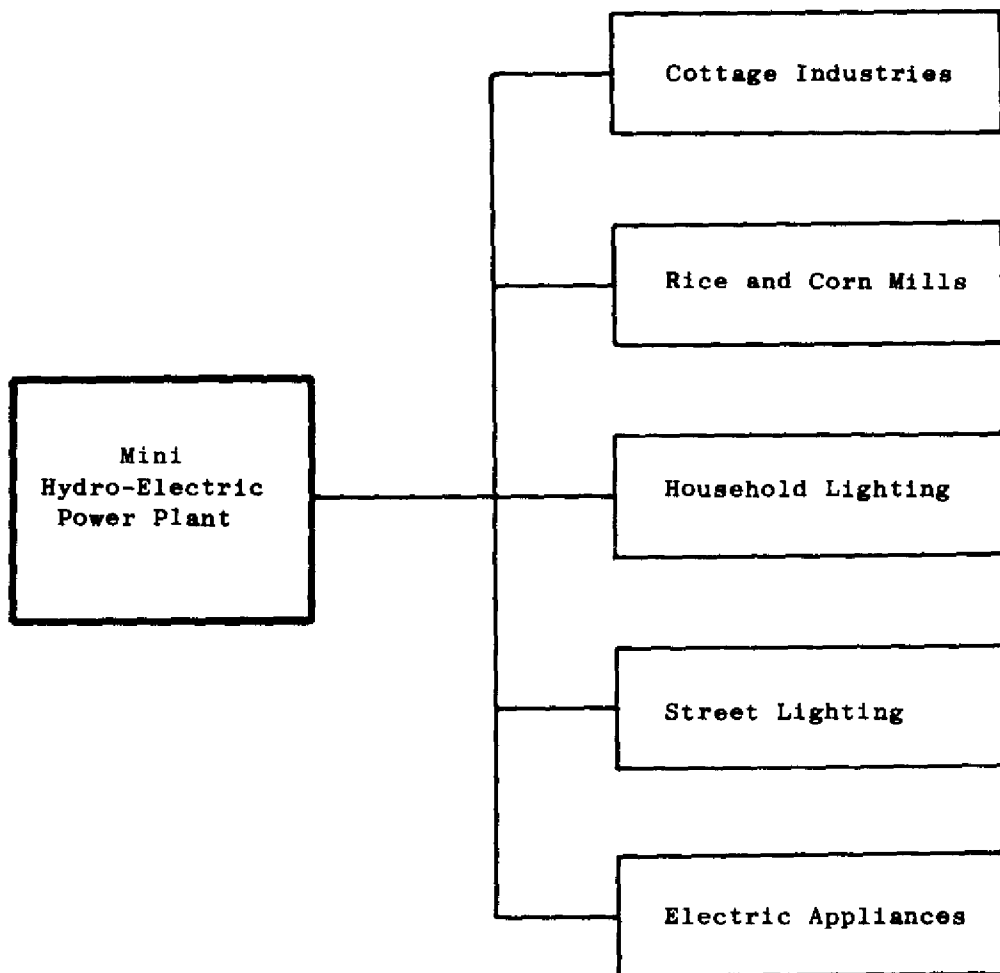 Cottage Industries
Rice and Corn Mills
Mini
Hydro-Electric
Power Plant
Household Lighting
Street Lighting
Electric Appliances